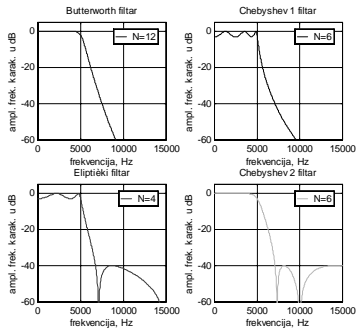 Butterworth filtar
ampl. frek. karak. u dB
0
-20
-40
-60
N=12
0 5000 10000 15000
frekvencija, Hz
Chebyshev 1 filtar
ampl. frek. karak. u dB
0
-20
-40
-60
N=6
0 5000 10000 15000
frekvencija, Hz
Eliptièki filtar
ampl. frek. karak. u dB
0
-20
-40
-60
N=4
0 5000 10000 15000
frekvencija, Hz
Chebyshev 2 filtar
ampl. frek. karak. u dB
0
-20
-40
-60
N=6
0 5000 10000 15000
frekvencija, Hz